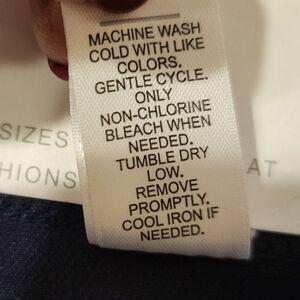 MACHINE WASH
COLD WITH LIKE
COLORS.
GENTLE CYCLE.
ONLY
NON-CHLORINE
BLEACH WHEN
NEEDED.
TUMBLE DRY
LOW.
REMOVE
PROMPTLY.
COOL IRON IF
NEEDED.
SIZES
HIONS
AT